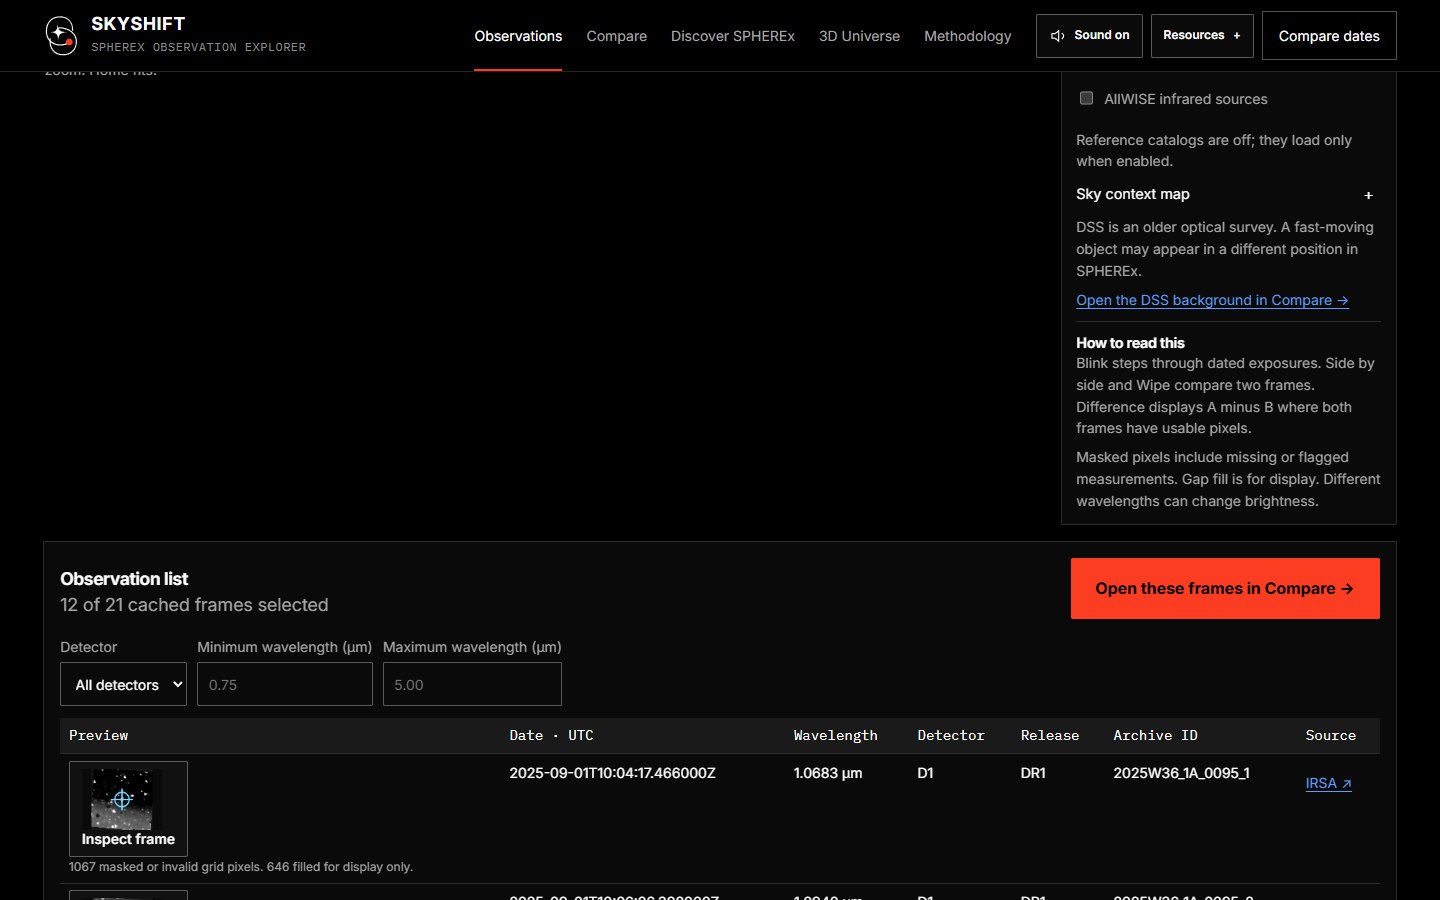 SKYSHIFT
SPHEREX OBSERVATION EXPLORER
Observations
Compare
Discover SPHEREx
3D Universe
Methodology
Sound on
Resources +
Compare dates
zoom. Home fits.
AllWISE infrared sources
Reference catalogs are off; they load only
when enabled.
Sky context map +
DSS is an older optical survey. A fast-moving
object may appear in a different position in
SPHEREx.
Open the DSS background in Compare →
How to read this
Blink steps through dated exposures. Side by
side and Wipe compare two frames.
Difference displays A minus B where both
frames have usable pixels.
Masked pixels include missing or flagged
measurements. Gap fill is for display. Different
wavelengths can change brightness.
Observation list
12 of 21 cached frames selected
Open these frames in Compare →
Detector Minimum wavelength (µm) Maximum wavelength (µm)
All detectors 0.75 5.00
Preview Date · UTC Wavelength Detector Release Archive ID Source
2025-09-01T10:04:17.466000Z 1.0683 µm D1 DR1 2025W36_1A_0095_1 IRSA ↗
Inspect frame
1067 masked or invalid grid pixels. 646 filled for display only.